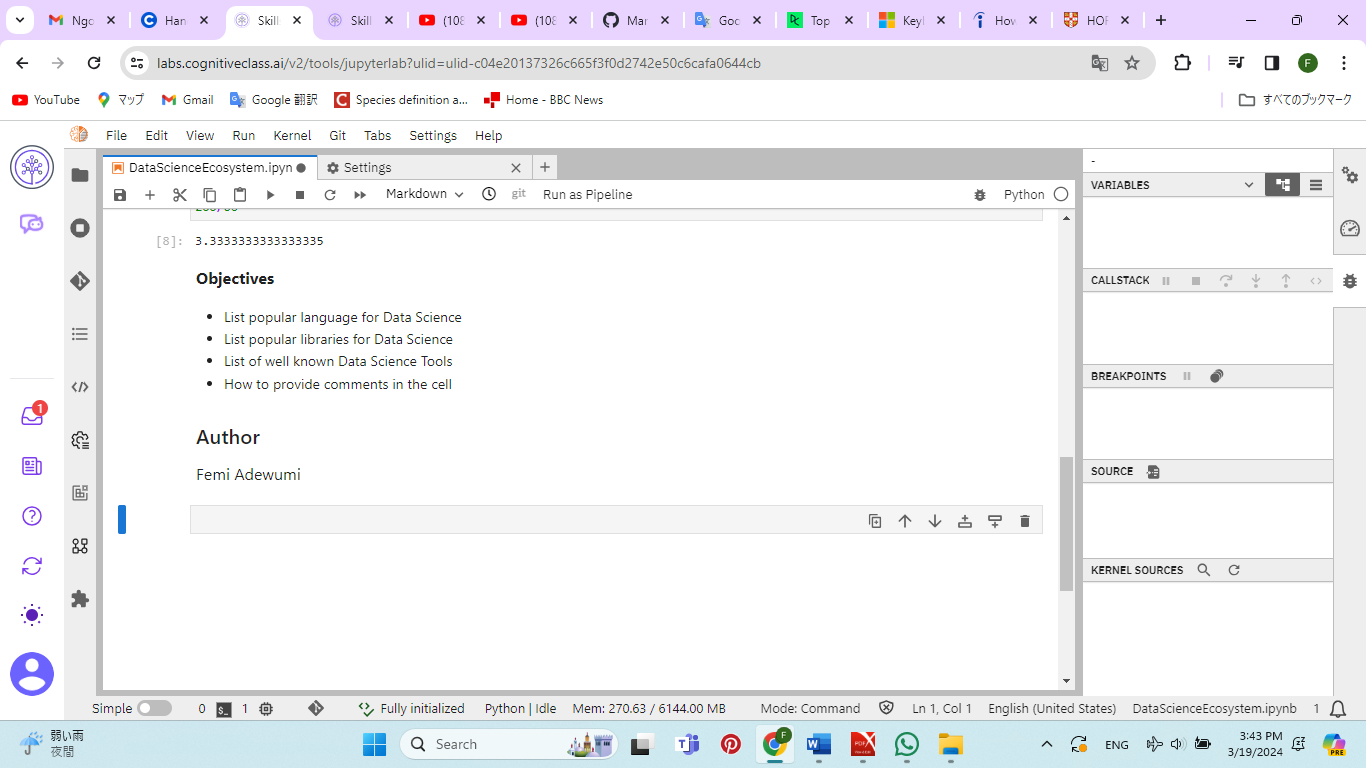 Ngo
Han
Skill
Skill
(108
(108
Mar
Goc
Top
Keyl
Hov
HOF
labs.cognitiveclass.ai/v2/tools/jupyterlab?ulid=ulid-c04e20137326c665f3f0d2742e50c6cafa0644cb
F
YouTube
マップ
Gmail
Google 翻訳
Species definition a...
Home - BBC News
すべてのブックマーク
File Edit View Run Kernel Git Tabs Settings Help
DataScienceEcosystem.ipyn
Settings
Markdown
git
Run as Pipeline
Python
[8]: 3.3333333333333335
Objectives
List popular language for Data Science
List popular libraries for Data Science
List of well known Data Science Tools
How to provide comments in the cell
Author
Femi Adewumi
-
VARIABLES
CALLSTACK
BREAKPOINTS
SOURCE
KERNEL SOURCES
1
Simple
0
1
Fully initialized
Python | Idle
Mem: 270.63 / 6144.00 MB
Mode: Command
Ln 1, Col 1
English (United States)
DataScienceEcosystem.ipynb
1
弱い雨
夜間
Search
F
ENG
3:43 PM
3/19/2024
PRE